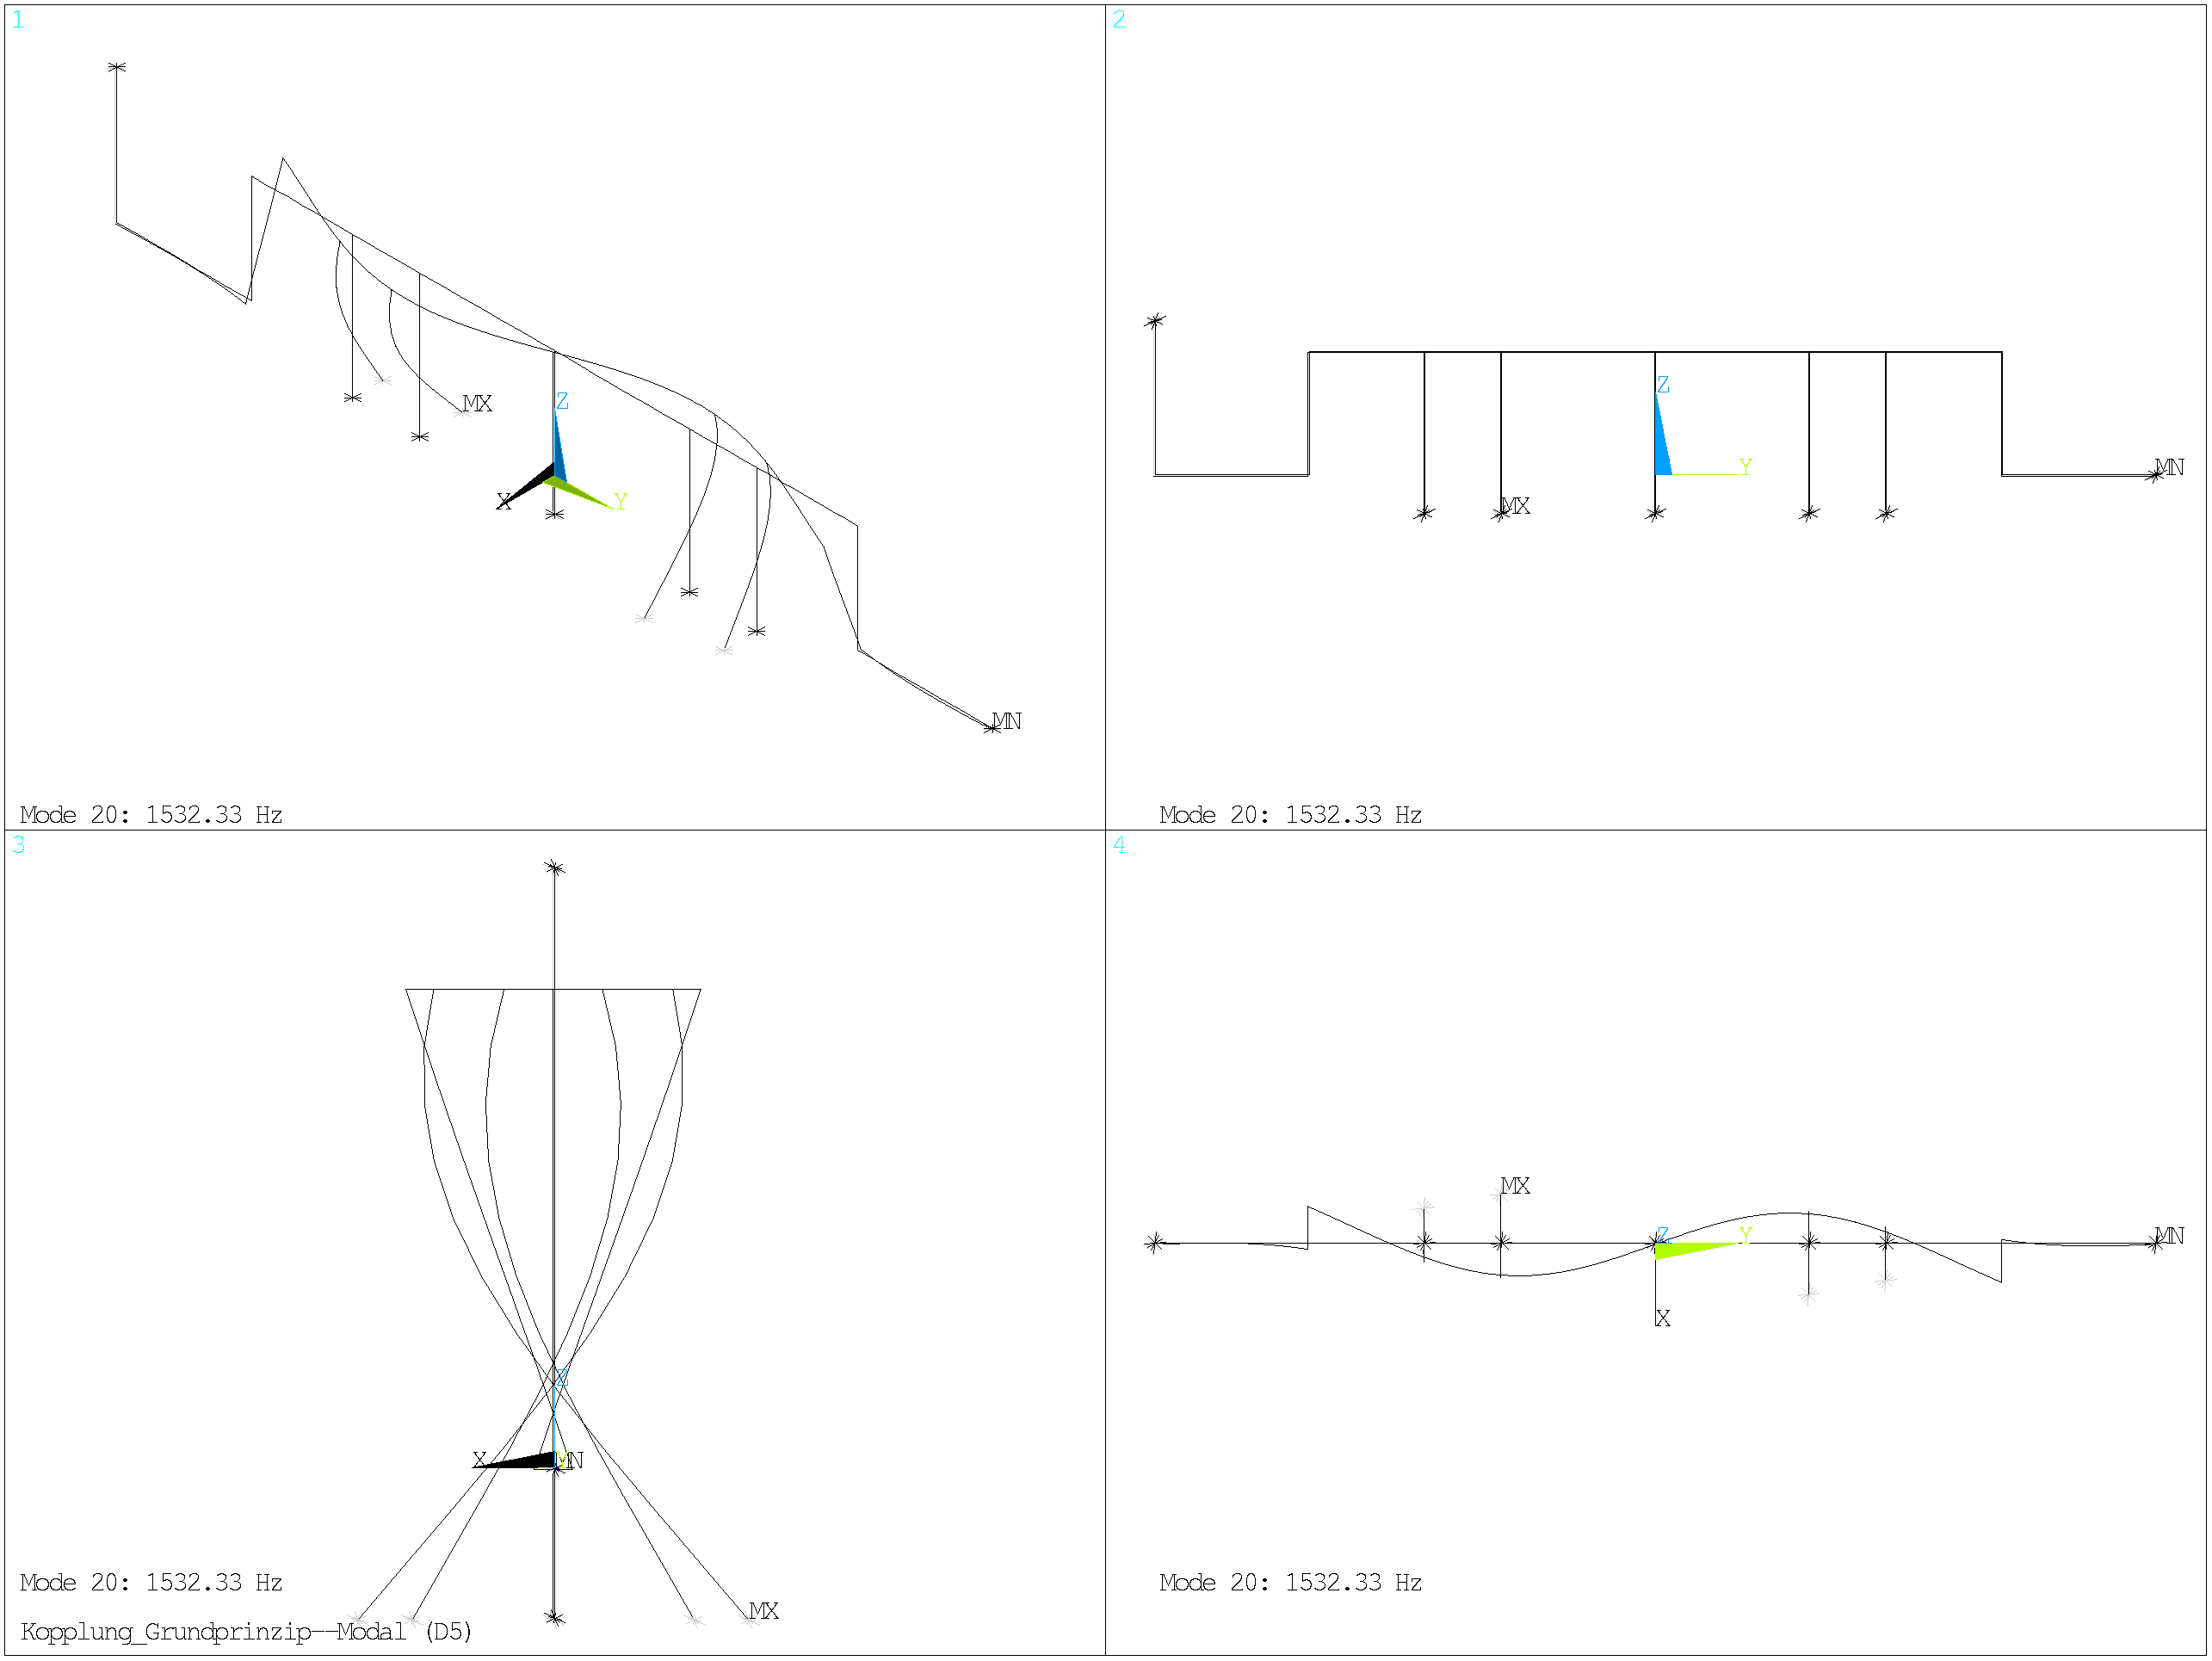 1
MX
Z
X
Y
MN
Mode 20: 1532.33 Hz
2
Z
Y
MN
MX
Mode 20: 1532.33 Hz
3
Z
X
Y
MN
MX
Mode 20: 1532.33 Hz
Kopplung_Grundprinzip--Modal (D5)
4
MX
Z
Y
MN
X
Mode 20: 1532.33 Hz